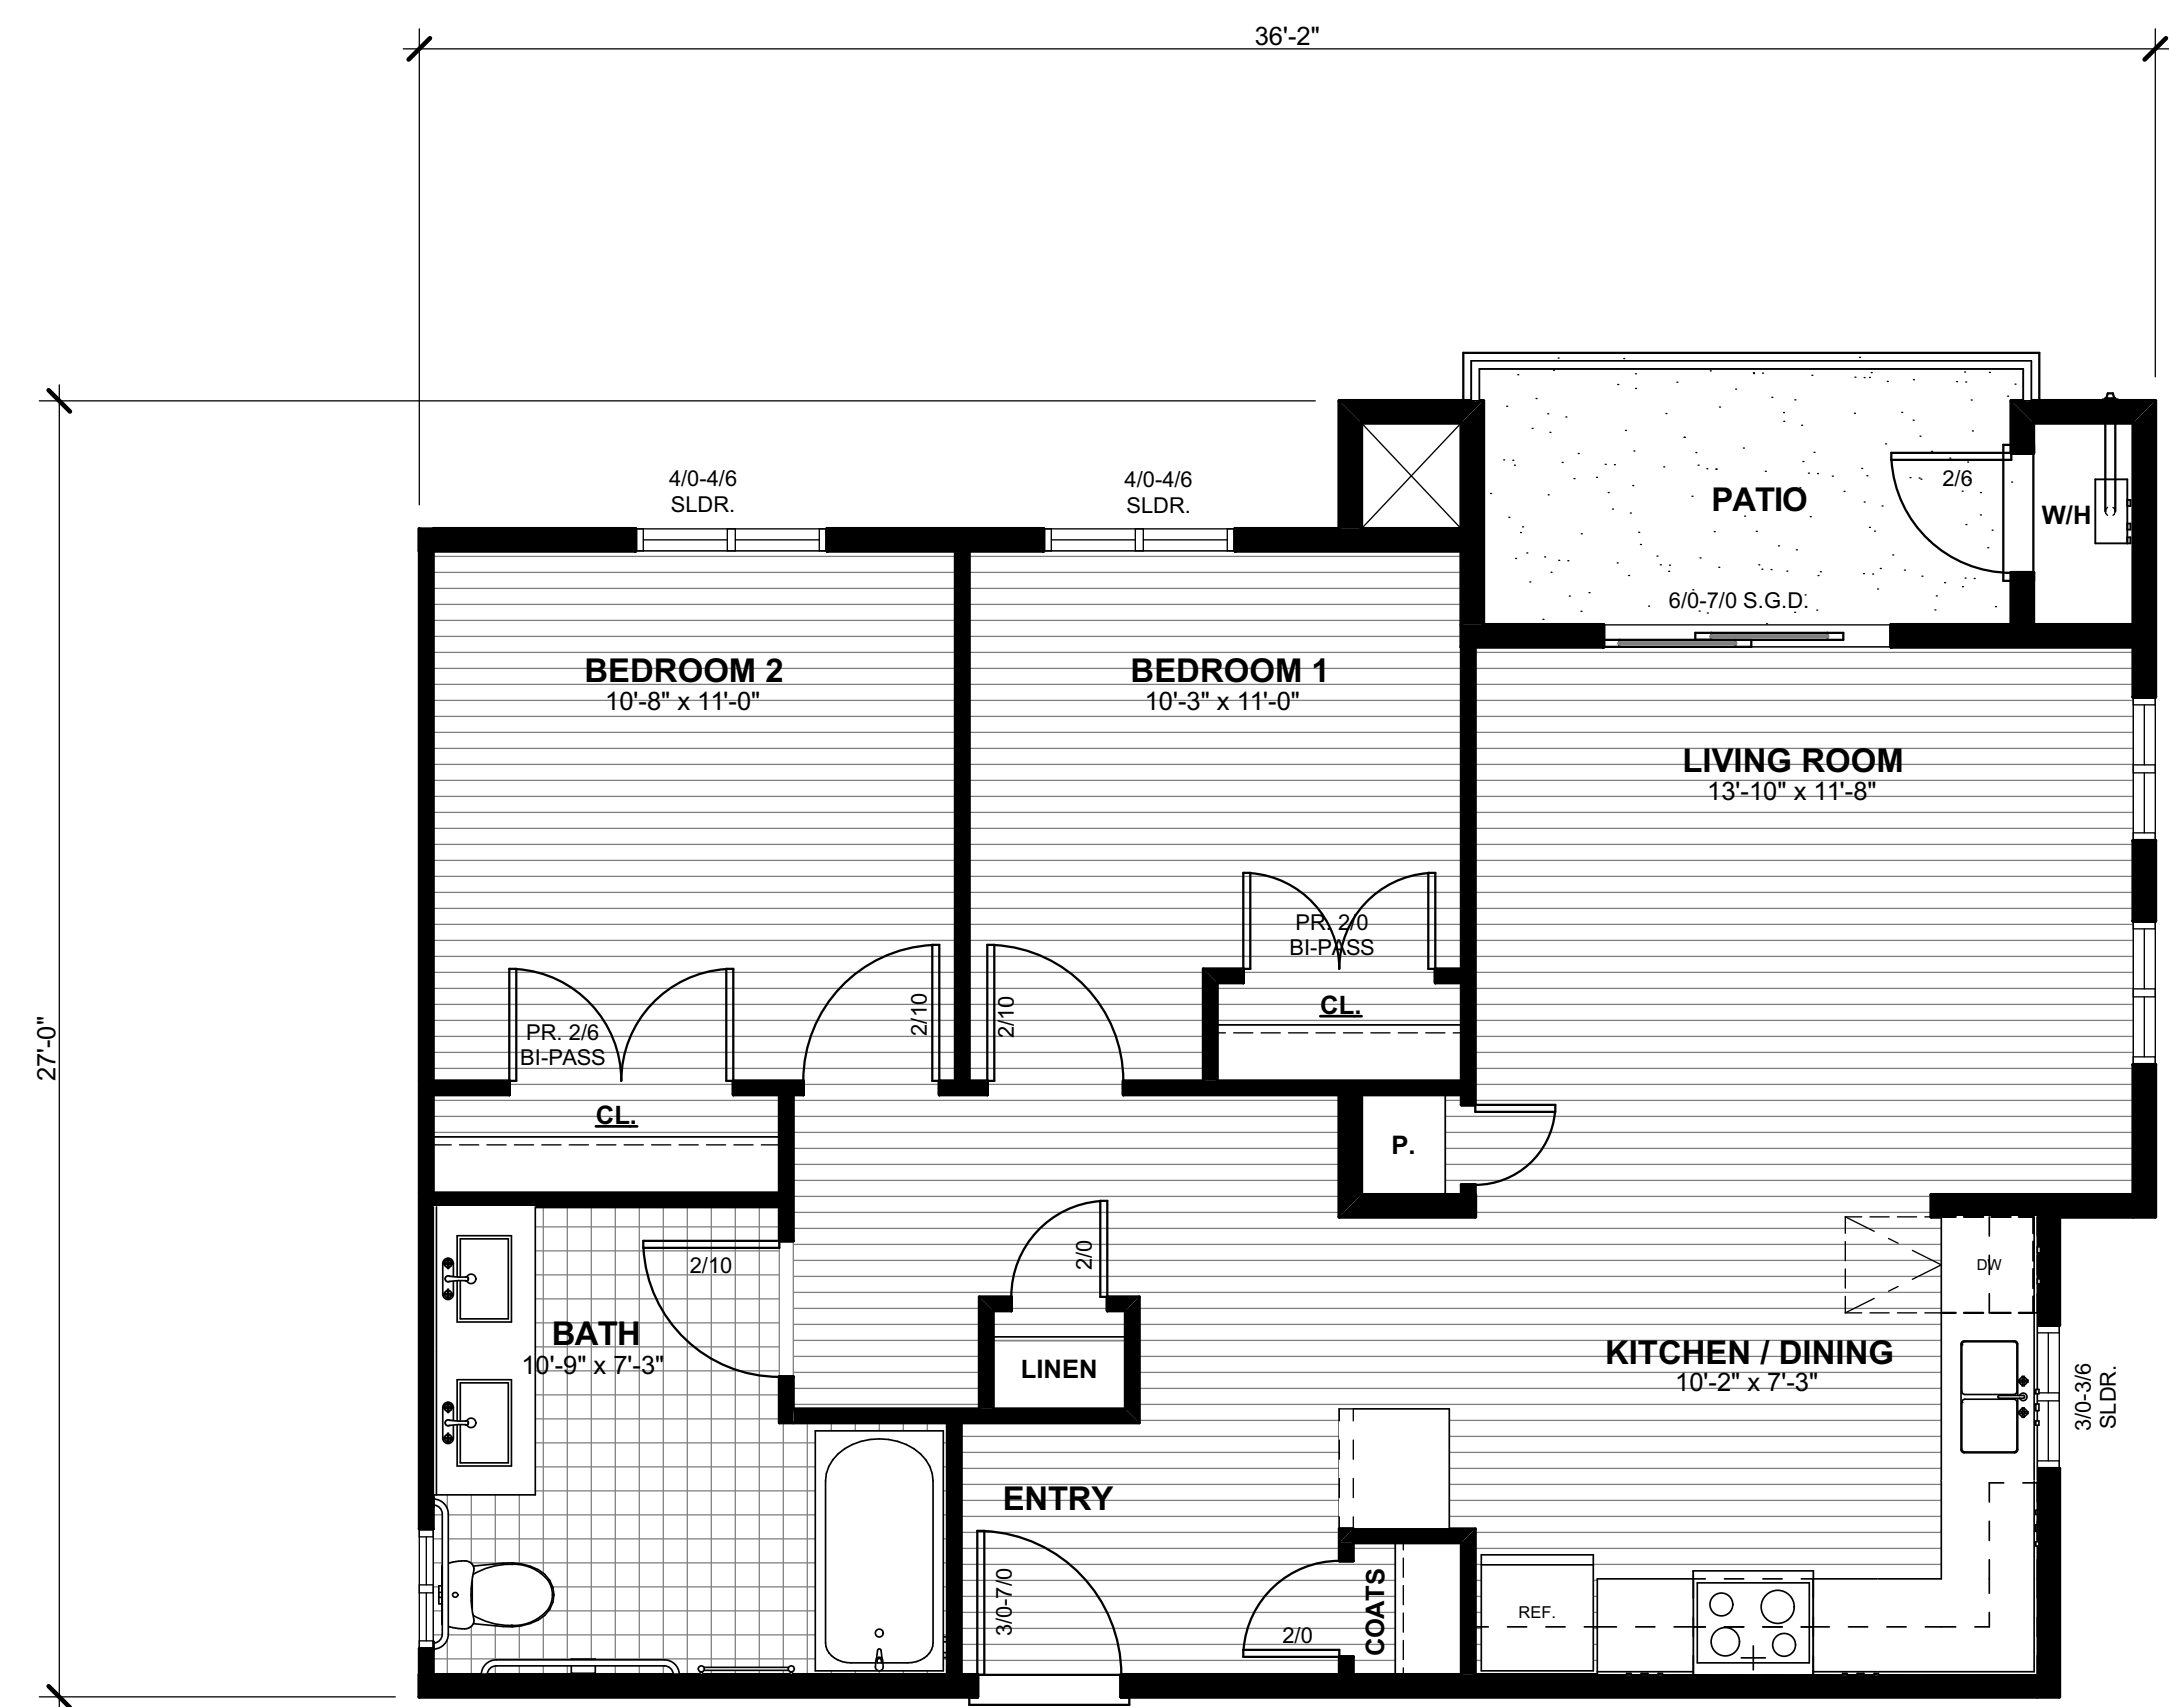 36'-2"
4/0-4/6
SLDR.
4/0-4/6
SLDR.
2/6
PATIO
W/H
6/0-7/0 S.G.D.
BEDROOM 2
10'-8" x 11'-0"
BEDROOM 1
10'-3" x 11'-0"
LIVING ROOM
13'-10" x 11'-8"
PR. 2/0
BI-PASS
CL.
2/10
2/10
PR. 2/6
BI-PASS
27'-0"
CL.
P.
2/10
2/0
DW
BATH
10'-9" x 7'-3"
LINEN
KITCHEN / DINING
10'-2" x 7'-3"
3/0-3/6
SLDR.
ENTRY
3/0-7/0
2/0
COATS
REF.